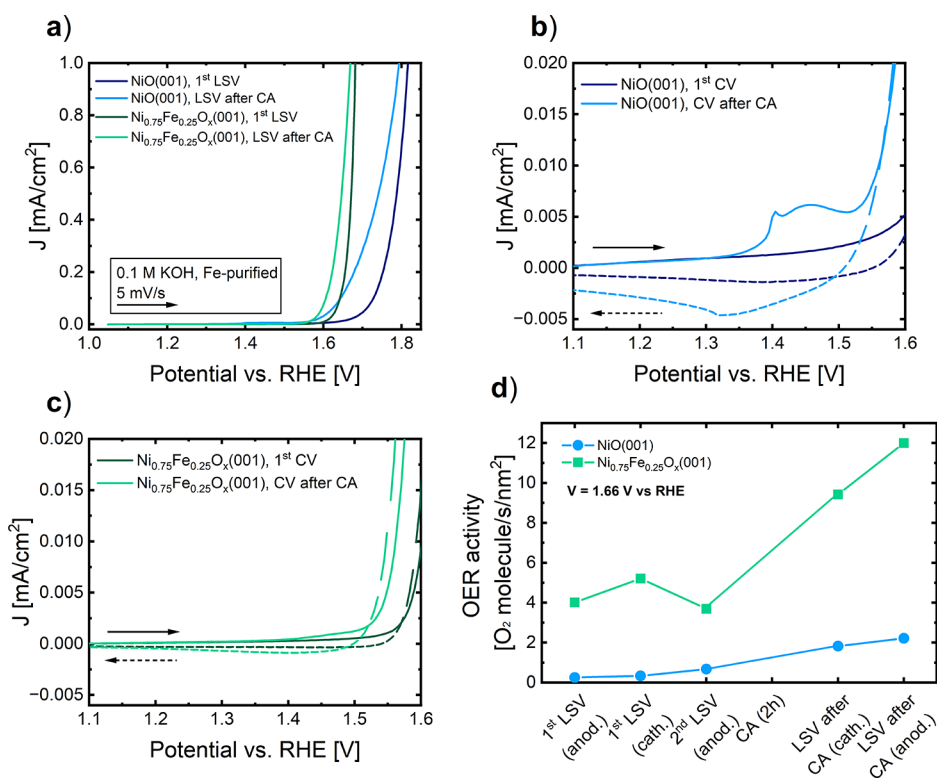 a)
1.0
0.8
0.6
0.4
0.2
0.0
J [mA/cm²]
NiO(001), 1st LSV
NiO(001), LSV after CA
Ni0.75Fe0.25Ox(001), 1st LSV
Ni0.75Fe0.25Ox(001), LSV after CA
0.1 M KOH, Fe-purified
5 mV/s
1.0 1.2 1.4 1.6 1.8
Potential vs. RHE [V]
b)
0.020
0.015
0.010
0.005
0.000
−0.005
J [mA/cm²]
NiO(001), 1st CV
NiO(001), CV after CA
1.1 1.2 1.3 1.4 1.5 1.6
Potential vs. RHE [V]
c)
0.020
0.015
0.010
0.005
0.000
−0.005
J [mA/cm²]
Ni0.75Fe0.25Ox(001), 1st CV
Ni0.75Fe0.25Ox(001), CV after CA
1.1 1.2 1.3 1.4 1.5 1.6
Potential vs. RHE [V]
d)
12
10
8
6
4
2
0
OER activity
[O₂ molecule/s/nm²]
NiO(001)
Ni0.75Fe0.25Ox(001)
V = 1.66 V vs RHE
1st LSV
(anod.)
1st LSV
(cath.)
2nd LSV
(anod.)
CA (2h)
LSV after
CA (cath.)
LSV after
CA (anod.)